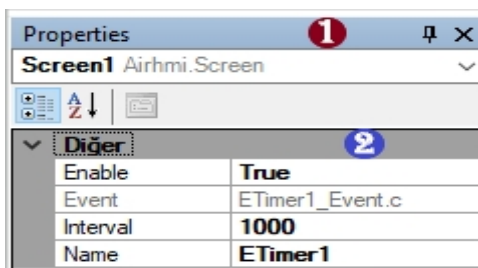 Properties 1
Screen1 Airhmi.Screen
A Z
Diğer 2
Enable True
Event ETimer1_Event.c
Interval 1000
Name ETimer1